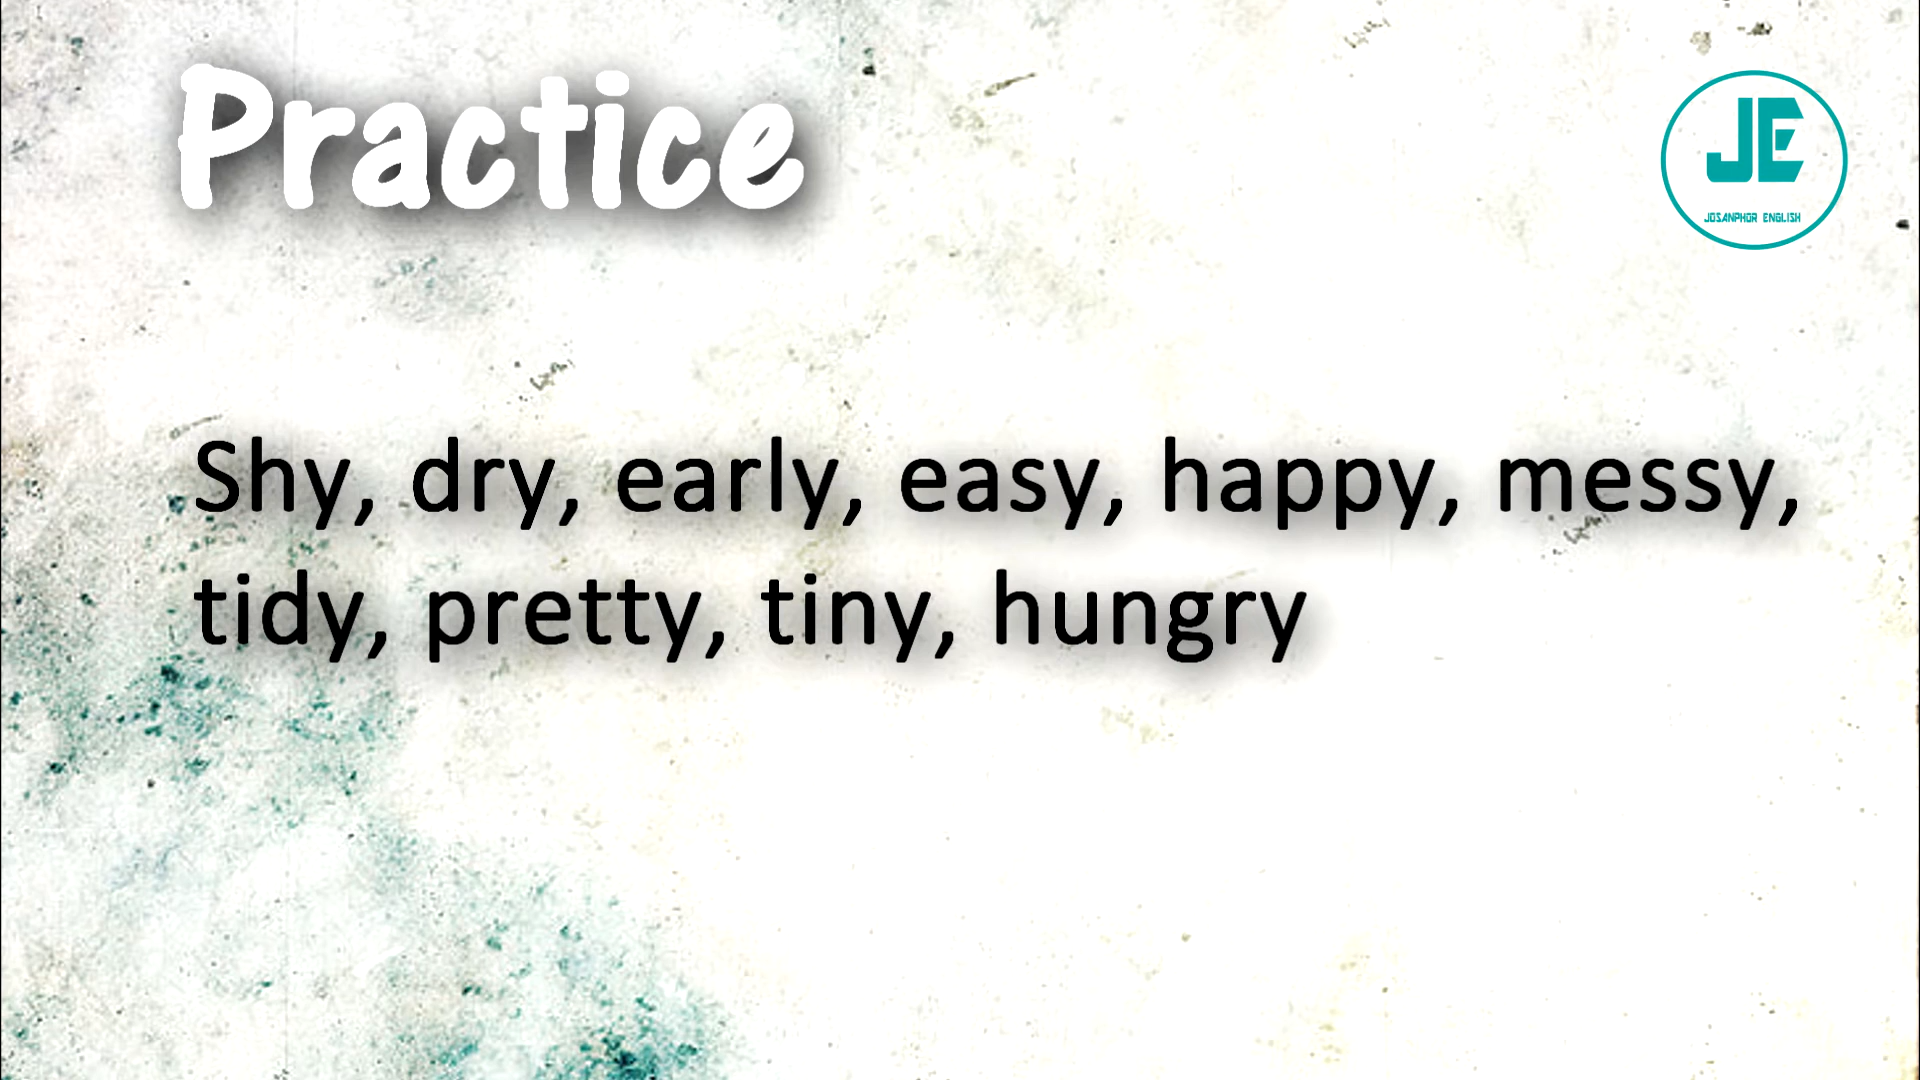 Practice
JE
JOSANPHOR ENGLISH
Shy, dry, early, easy, happy, messy,
tidy, pretty, tiny, hungry